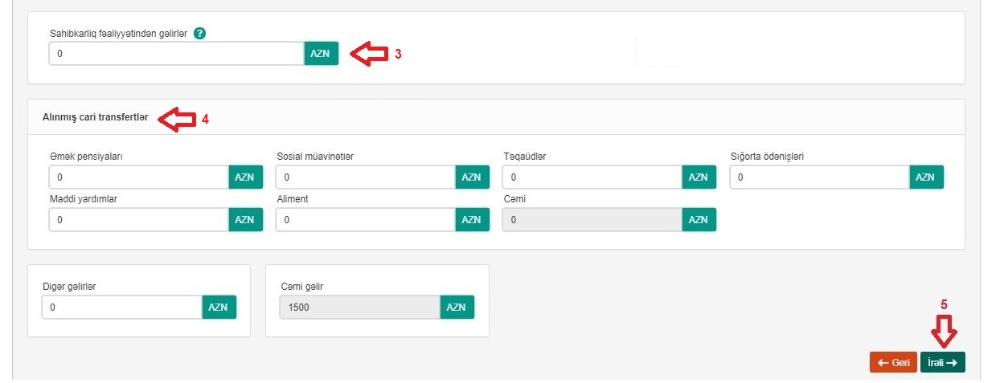 Sahibkarliq fəaliyyətindən gəlirlər ?
0 AZN 3
Alınmış cari transfertlər 4
Əmək pensiyaları Sosial müavinətlər Təqaüdlər Sığorta ödənişləri
0 AZN 0 AZN 0 AZN 0 AZN
Maddi yardımlar Aliment Cəmi
0 AZN 0 AZN 0 AZN
Digər gəlirlər Cəmi gəlir
0 AZN 1500 AZN
5
← Geri İrəli →